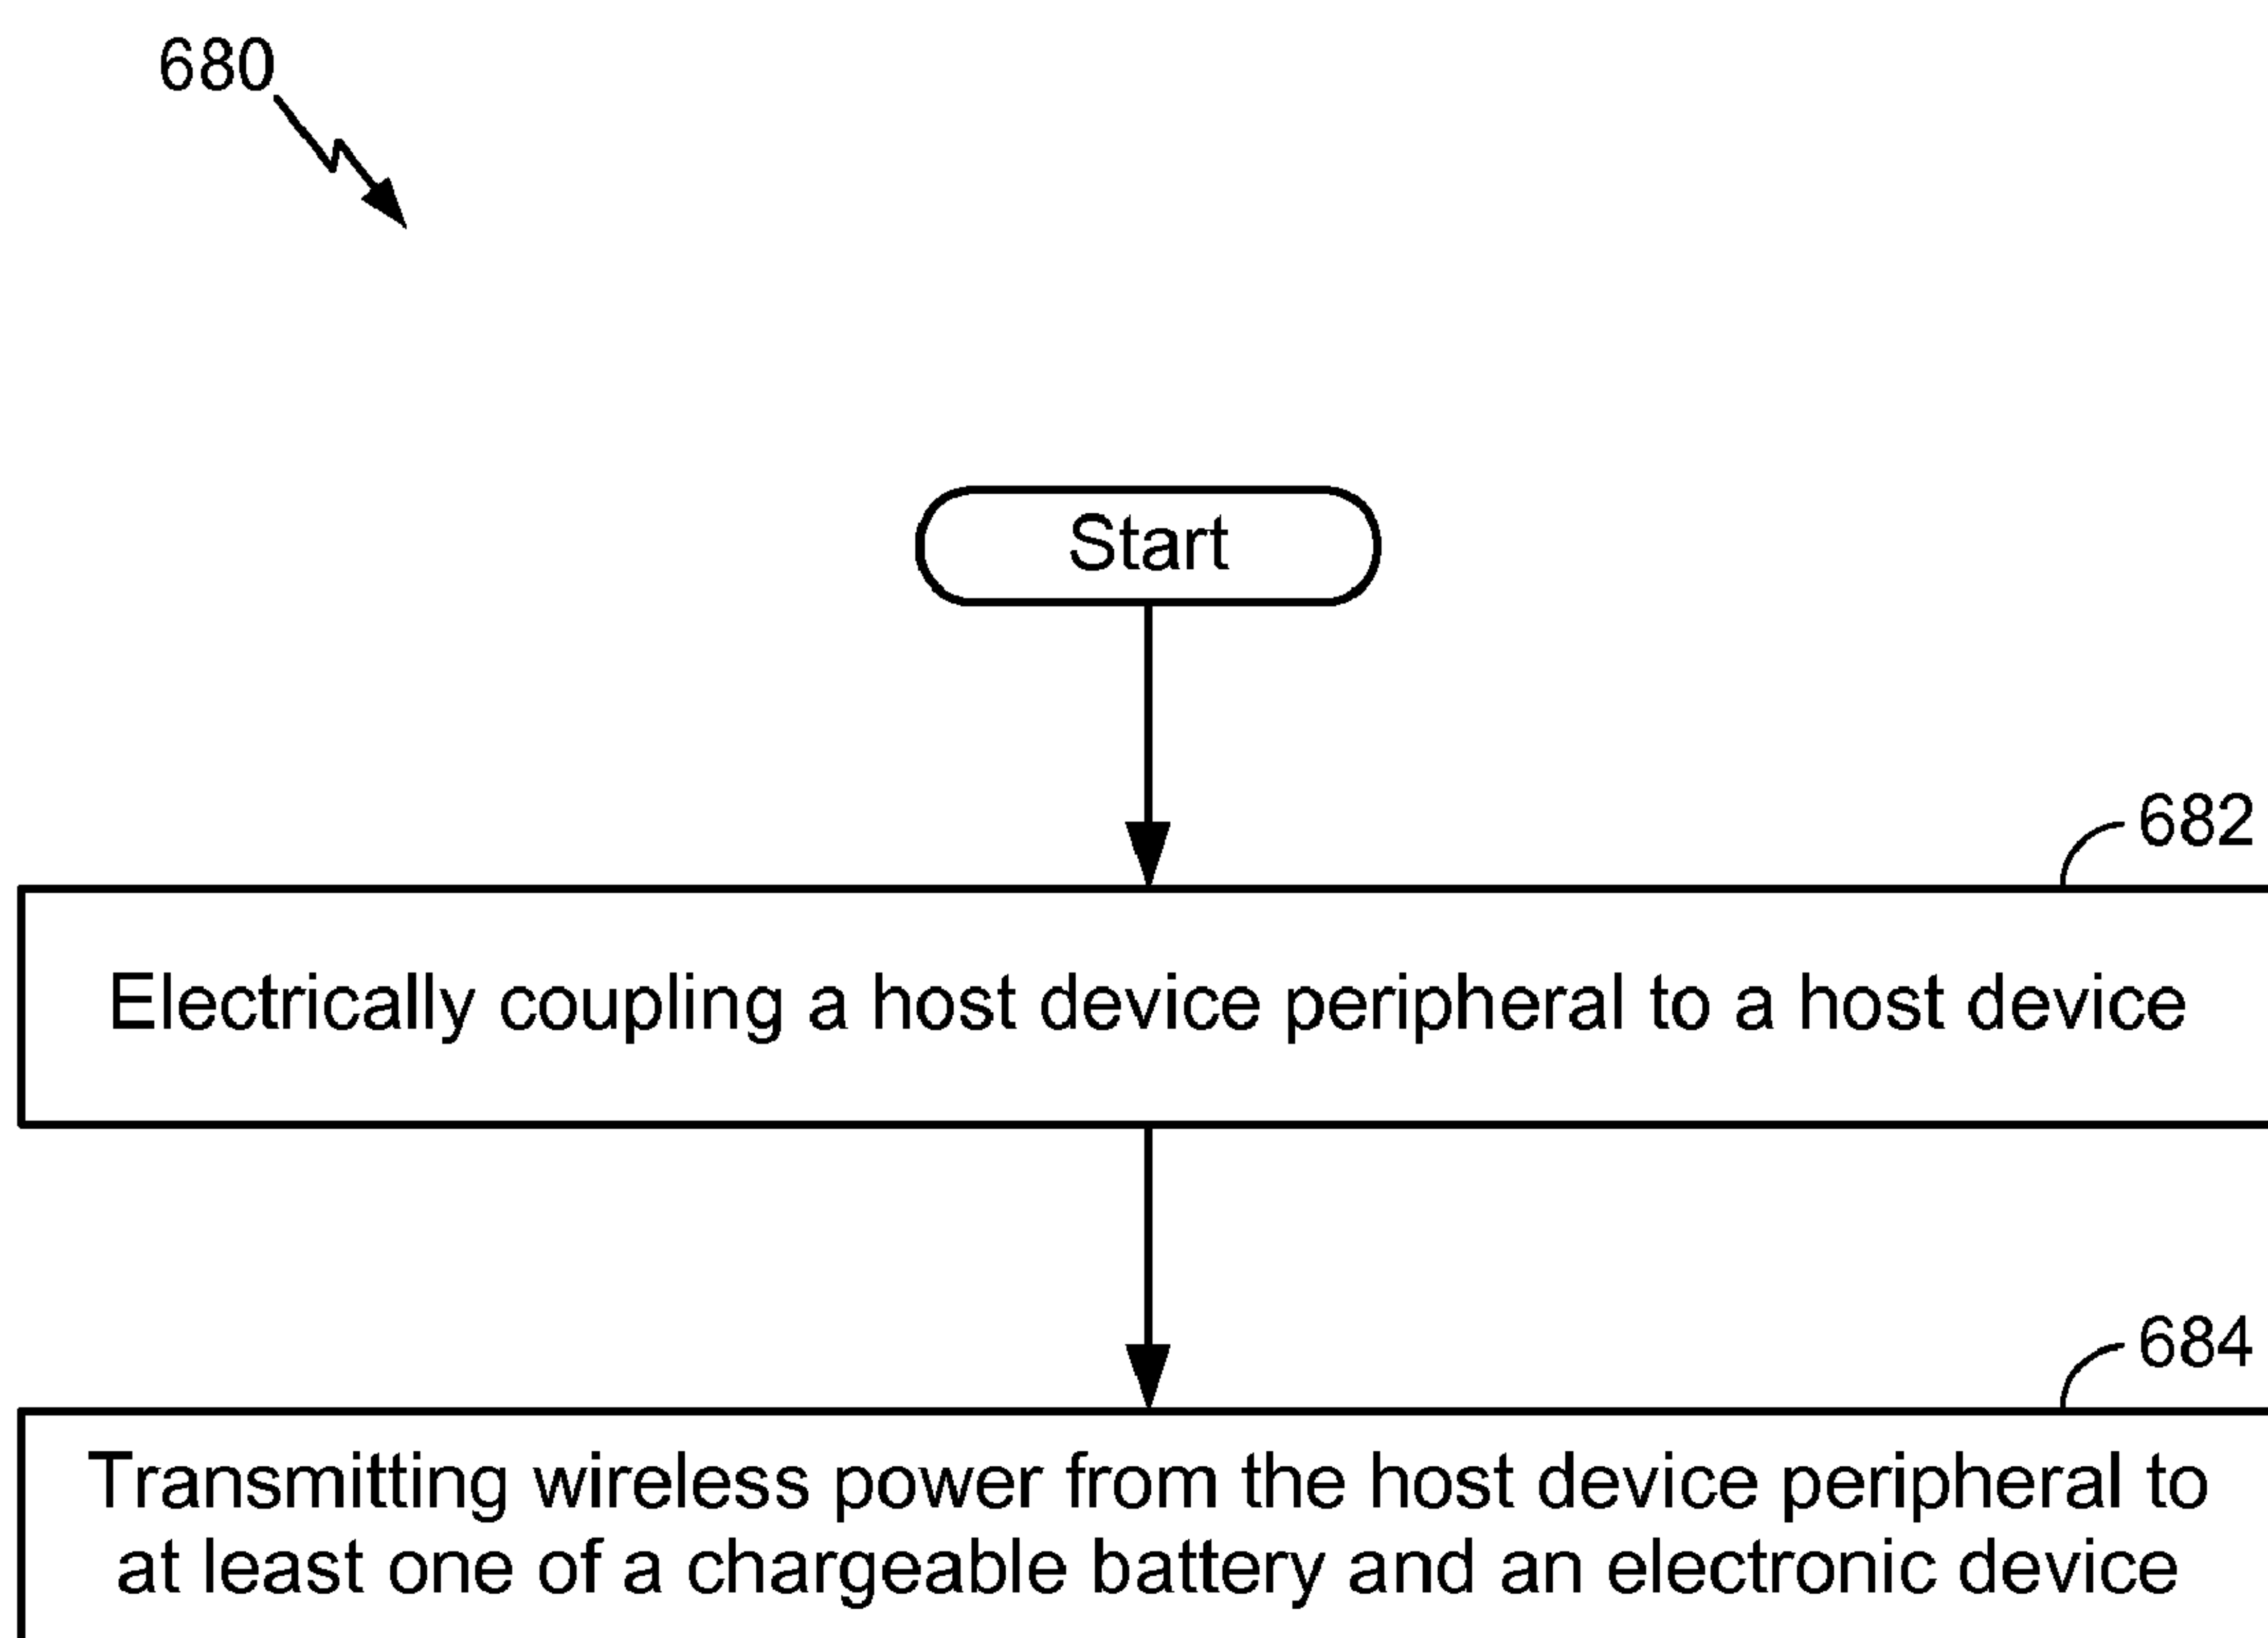 680
Start
682
Electrically coupling a host device peripheral to a host device
684
Transmitting wireless power from the host device peripheral to
at least one of a chargeable battery and an electronic device